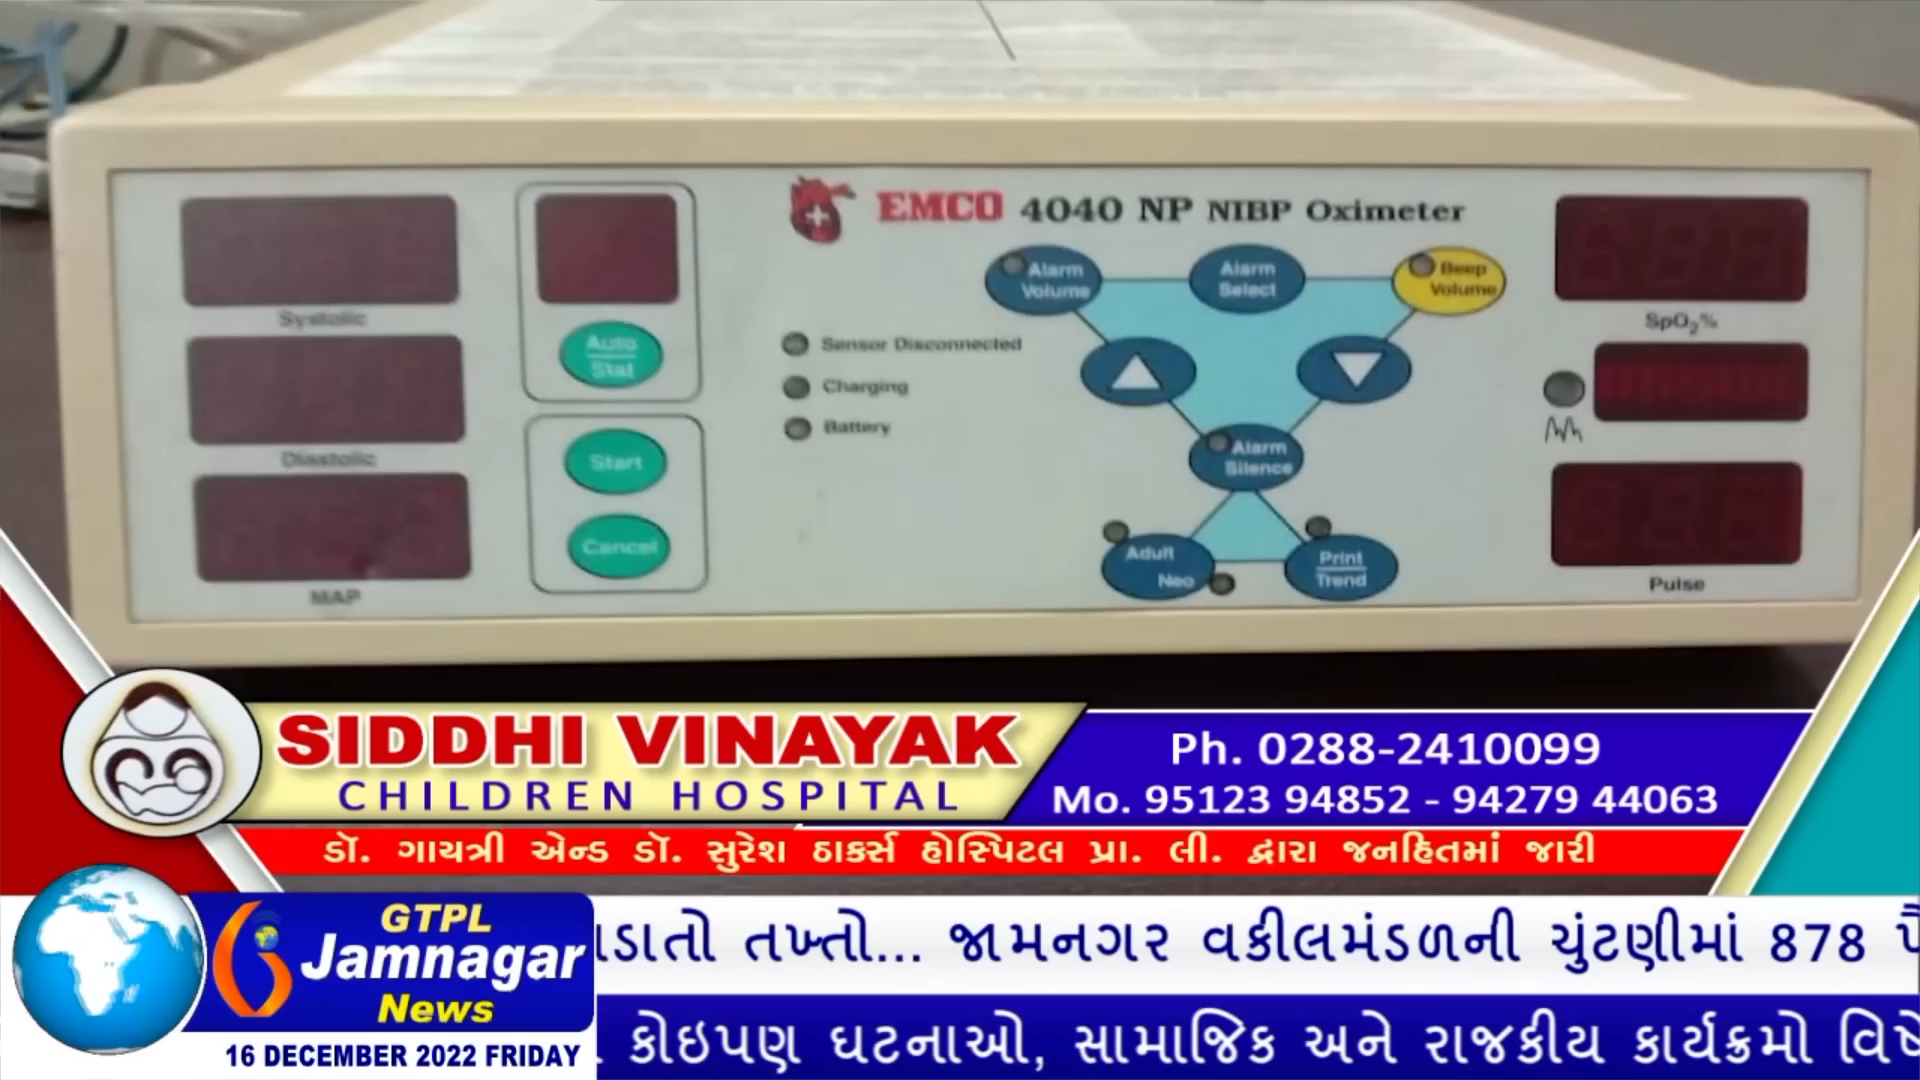 EMCO 4040 NP NIBP Oximeter
Systolic
Diastolic
MAP
Auto
Stat
Start
Cancel
Sensor Disconnected
Charging
Battery
Alarm
Volume
Alarm
Select
Beep
Volume
Alarm
Silence
Adult
Neo
Print
Trend
SpO2%
Pulse
SIDDHI VINAYAK
CHILDREN HOSPITAL
Ph. 0288-2410099
Mo. 95123 94852 - 94279 44063
ડૉ. ગાયત્રી એન્ડ ડૉ. સુરેશ ઠાકર્સ હોસ્પિટલ પ્રા. લી. દ્વારા જનહિતમાં જારી
GTPL
Jamnagar
News
16 DECEMBER 2022 FRIDAY
તખ્તો... જામનગર વકીલમંડળની ચુંટણીમાં 878
કોઇપણ ઘટનાઓ, સામાજિક અને રાજકીય કાર્યક્રમો